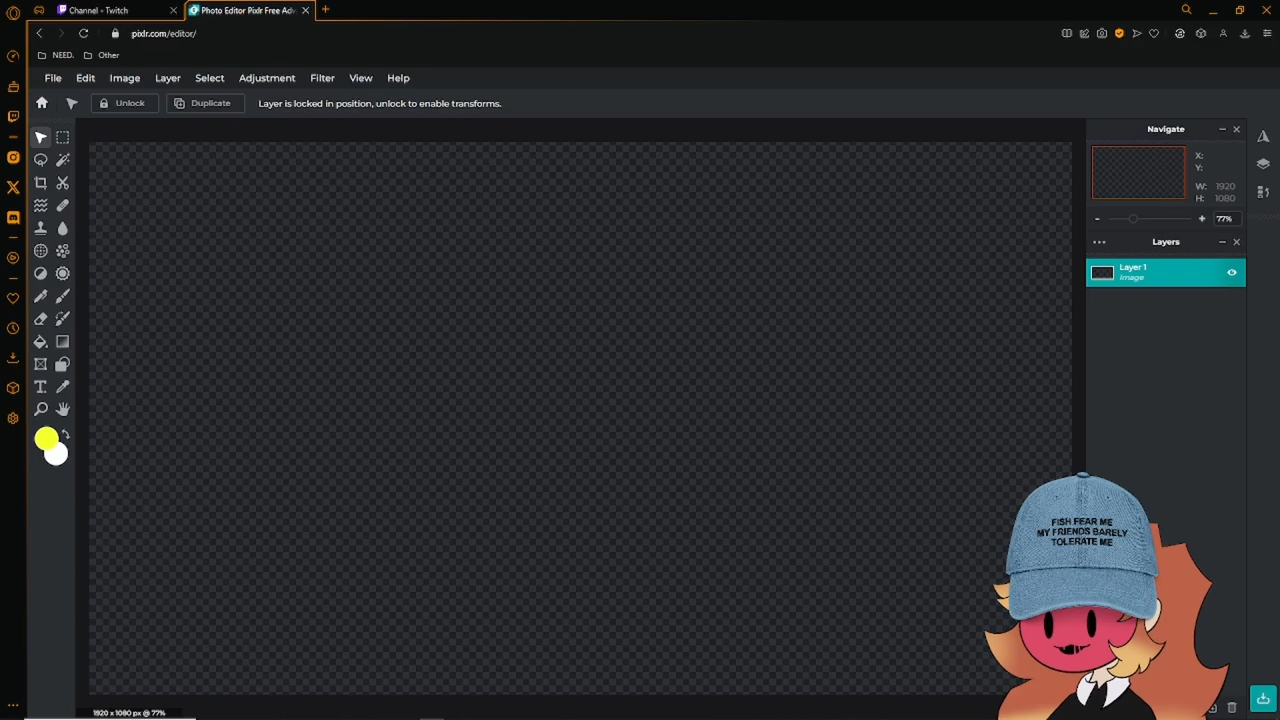 Channel - Twitch
Photo Editor Pixlr Free Adv
pixlr.com/editor/
NEED.
Other
File Edit Image Layer Select Adjustment Filter View Help
Unlock
Duplicate
Layer is locked in position, unlock to enable transforms.
Navigate
X:
Y:
W: 1920
H: 1080
77%
Layers
Layer 1
Image
FISH FEAR ME
MY FRIENDS BARELY
TOLERATE ME
1920 x 1080 px @ 77%